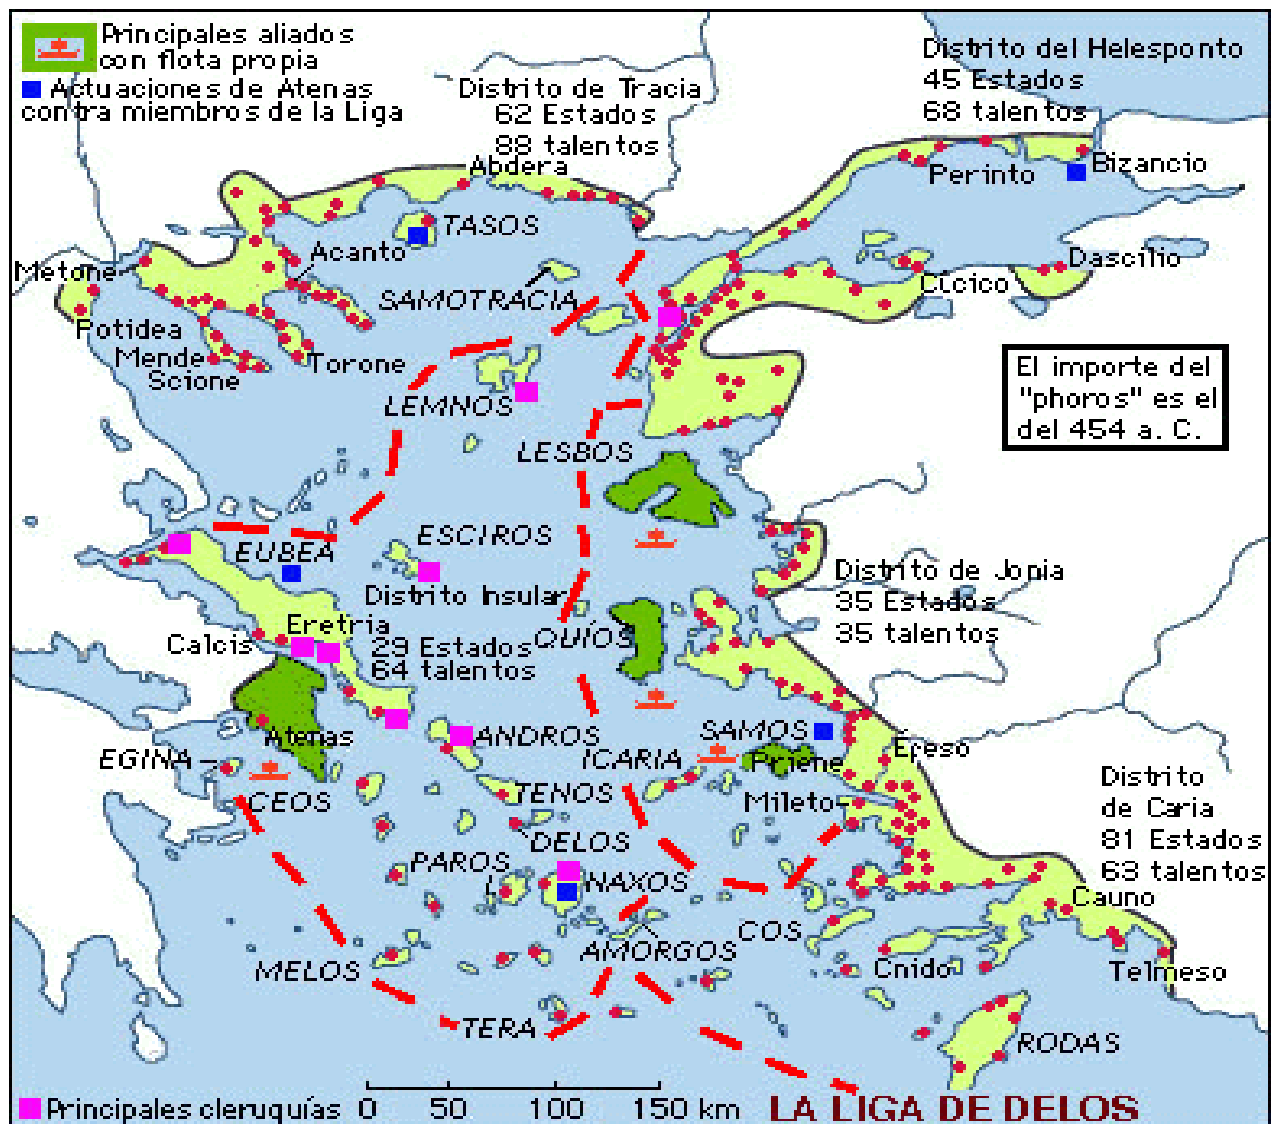 Principales aliados
con flota propia
Actuaciones de Atenas
contra miembros de la Liga
Distrito de Tracia
62 Estados
88 talentos
Distrito del Helesponto
45 Estados
68 talentos
Abdera
Perinto
Bizancio
TASOS
Acanto
Metone
SAMOTRACIA
Dascilio
Cícico
Potidea
Mende
Scione
Torone
LEMNOS
El importe del
"phoros" es el
del 454 a. C.
LESBOS
ESCIROS
EUBEA
Distrito Insular
29 Estados
64 talentos
Distrito de Jonia
35 Estados
35 talentos
Eretria
Calcis
QUÍOS
Atenas
ANDROS
SAMOS
Efeso
EGINA
ICARIA
Priene
CEOS
TENOS
Mileto
Distrito
de Caria
81 Estados
63 talentos
DELOS
PAROS
NAXOS
Cauno
COS
AMORGOS
MELOS
Cnido
Telmeso
TERA
RODAS
Principales cleruquías
0 50 100 150 km
LA LIGA DE DELOS